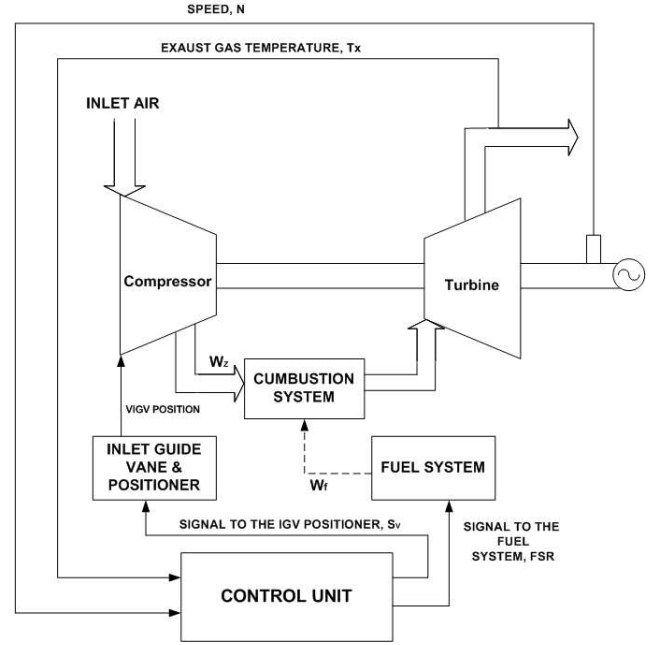 SPEED, N
EXAUST GAS TEMPERATURE, Tx
INLET AIR
Compressor
Turbine
Wz
CUMBUSTION
SYSTEM
VIGV POSITION
INLET GUIDE
VANE &
POSITIONER
Wf
FUEL SYSTEM
SIGNAL TO THE IGV POSITIONER, Sv
SIGNAL TO THE
FUEL
SYSTEM, FSR
CONTROL UNIT